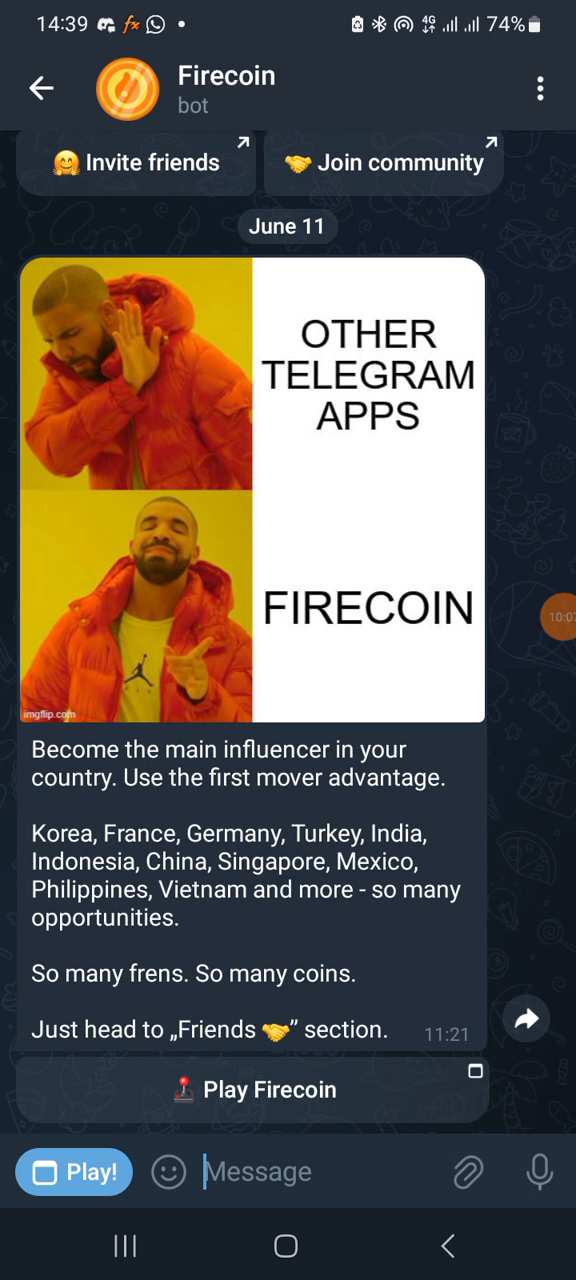 14:39
4G
74%
Firecoin
bot
🤗 Invite friends
🤝 Join community
June 11
OTHER
TELEGRAM
APPS
FIRECOIN
imgflip.com
Become the main influencer in your
country. Use the first mover advantage.
Korea, France, Germany, Turkey, India,
Indonesia, China, Singapore, Mexico,
Philippines, Vietnam and more - so many
opportunities.
So many frens. So many coins.
Just head to „Friends 🤝” section.
11:21
10:07
🕹️ Play Firecoin
Play!
Message